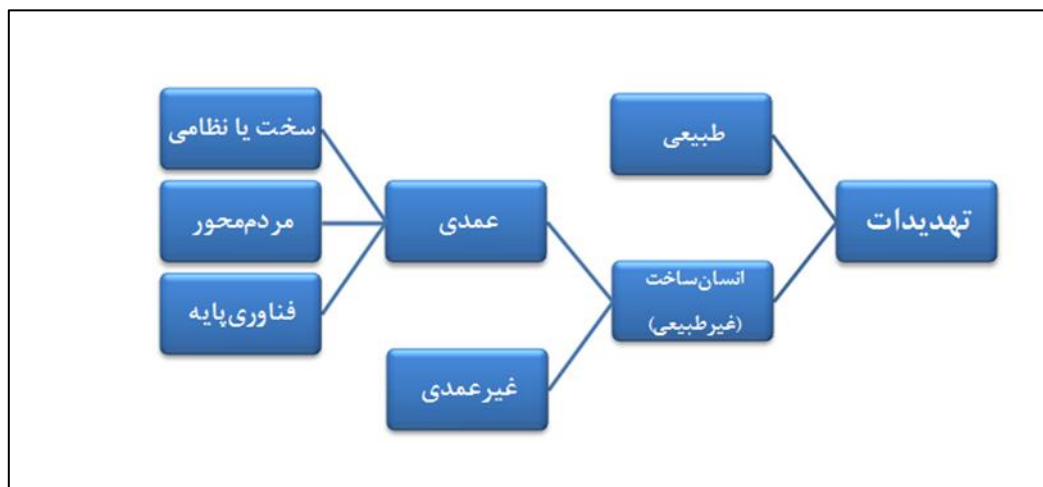 تهدیدات
طبیعی
انسان‌ساخت
(غیرطبیعی)
عمدی
غیرعمدی
سخت یا نظامی
مردم‌محور
فناوری‌پایه